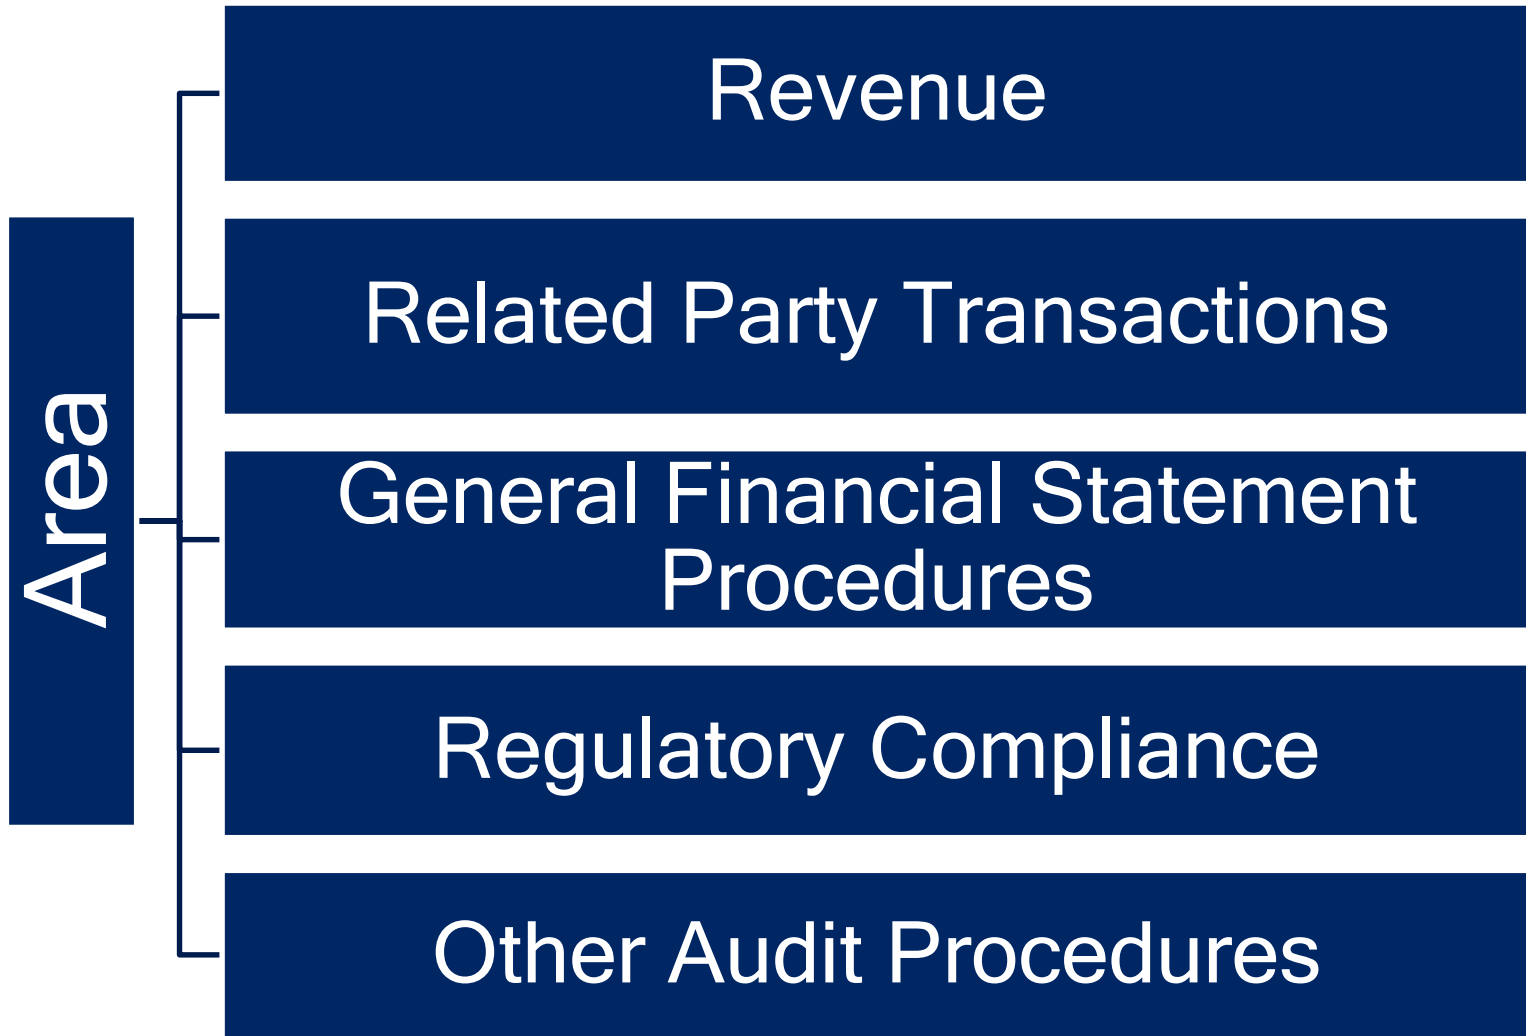 Area
Revenue
Related Party Transactions
General Financial Statement
Procedures
Regulatory Compliance
Other Audit Procedures